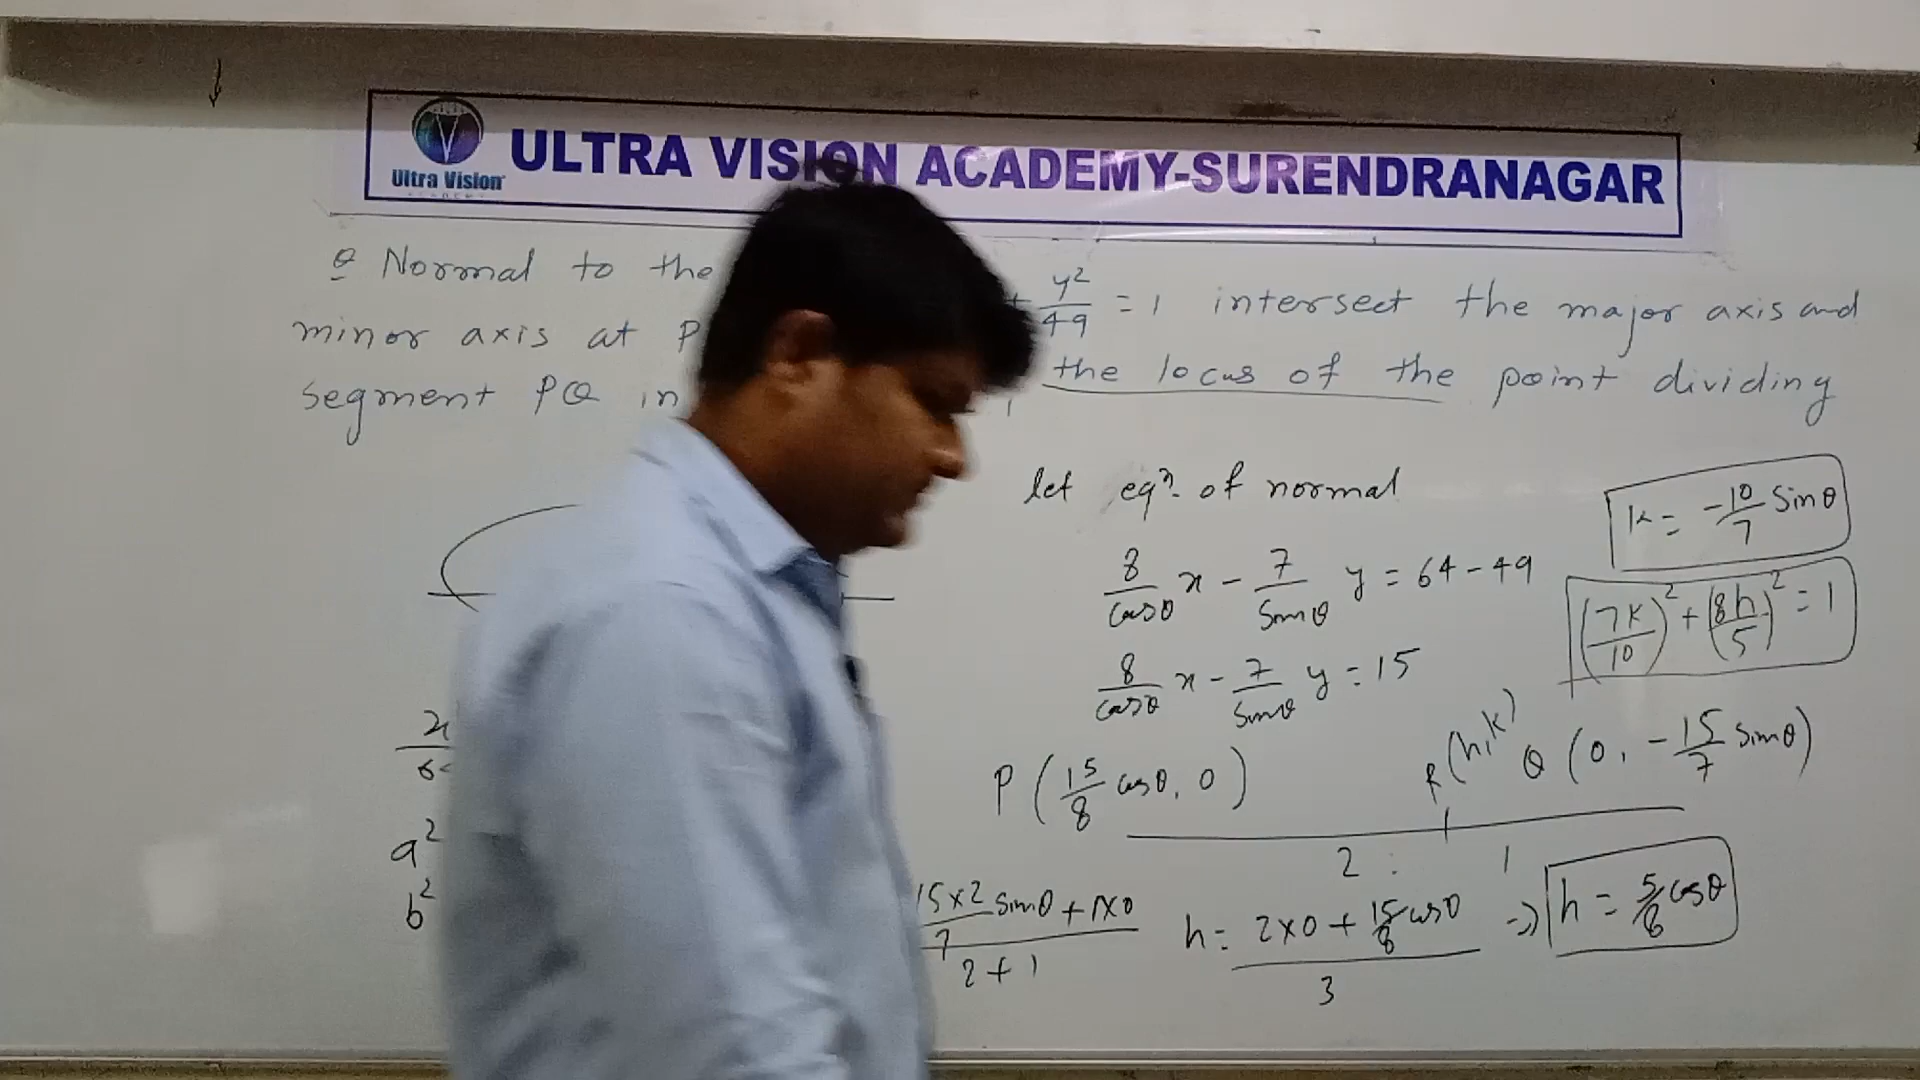 Ultra Vision
ACADEMY
ULTRA VISION ACADEMY-SURENDRANAGAR
Q Normal to the + y²/49 = 1 intersect the major axis and
minor axis at P the locus of the point dividing
segment PQ in 1
let eqn. of normal
8/cosθ x - 7/sinθ y = 64 - 49
8/cosθ x - 7/sinθ y = 15
P (15/8 cosθ, 0)
R (h, k)
Q (0, -15/7 sinθ)
2 : 1
15×2/7 sinθ + 1×0 / 2+1
h = 2×0 + 15/8 cosθ / 3 ⇒ h = 5/8 cosθ
k = -10/7 sinθ
(7k/10)² + (8h/5)² = 1
x
a²
b²